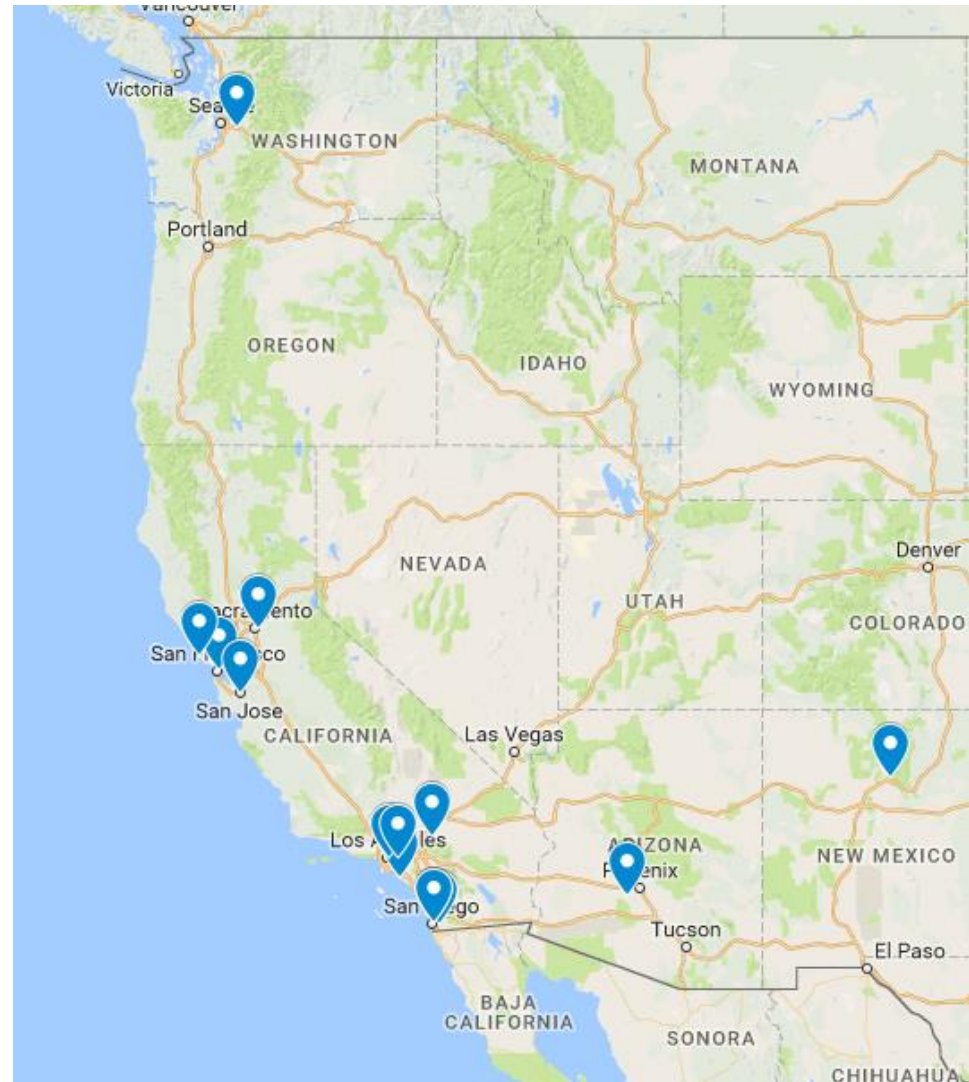 Vancouver
Victoria
WASHINGTON
MONTANA
Portland
OREGON
IDAHO
WYOMING
NEVADA
Denver
UTAH
COLORADO
San Jose
CALIFORNIA
Las Vegas
ARIZONA
NEW MEXICO
Tucson
El Paso
BAJA
CALIFORNIA
SONORA
CHIHUAHUA